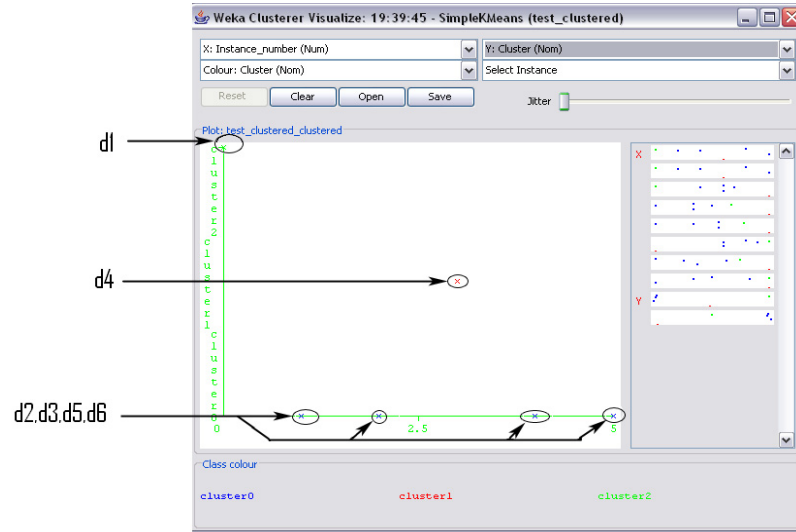 Weka Clusterer Visualize: 19:39:45 - SimpleKMeans (test_clustered)
X: Instance_number (Num)
Y: Cluster (Nom)
Colour: Cluster (Nom)
Select Instance
Reset
Clear
Open
Save
Jitter
Plot: test_clustered_clustered
d1
d4
d2,d3,d5,d6
cluster2
cluster1
cluster0
0
2.5
5
X
Y
Class colour
cluster0
cluster1
cluster2